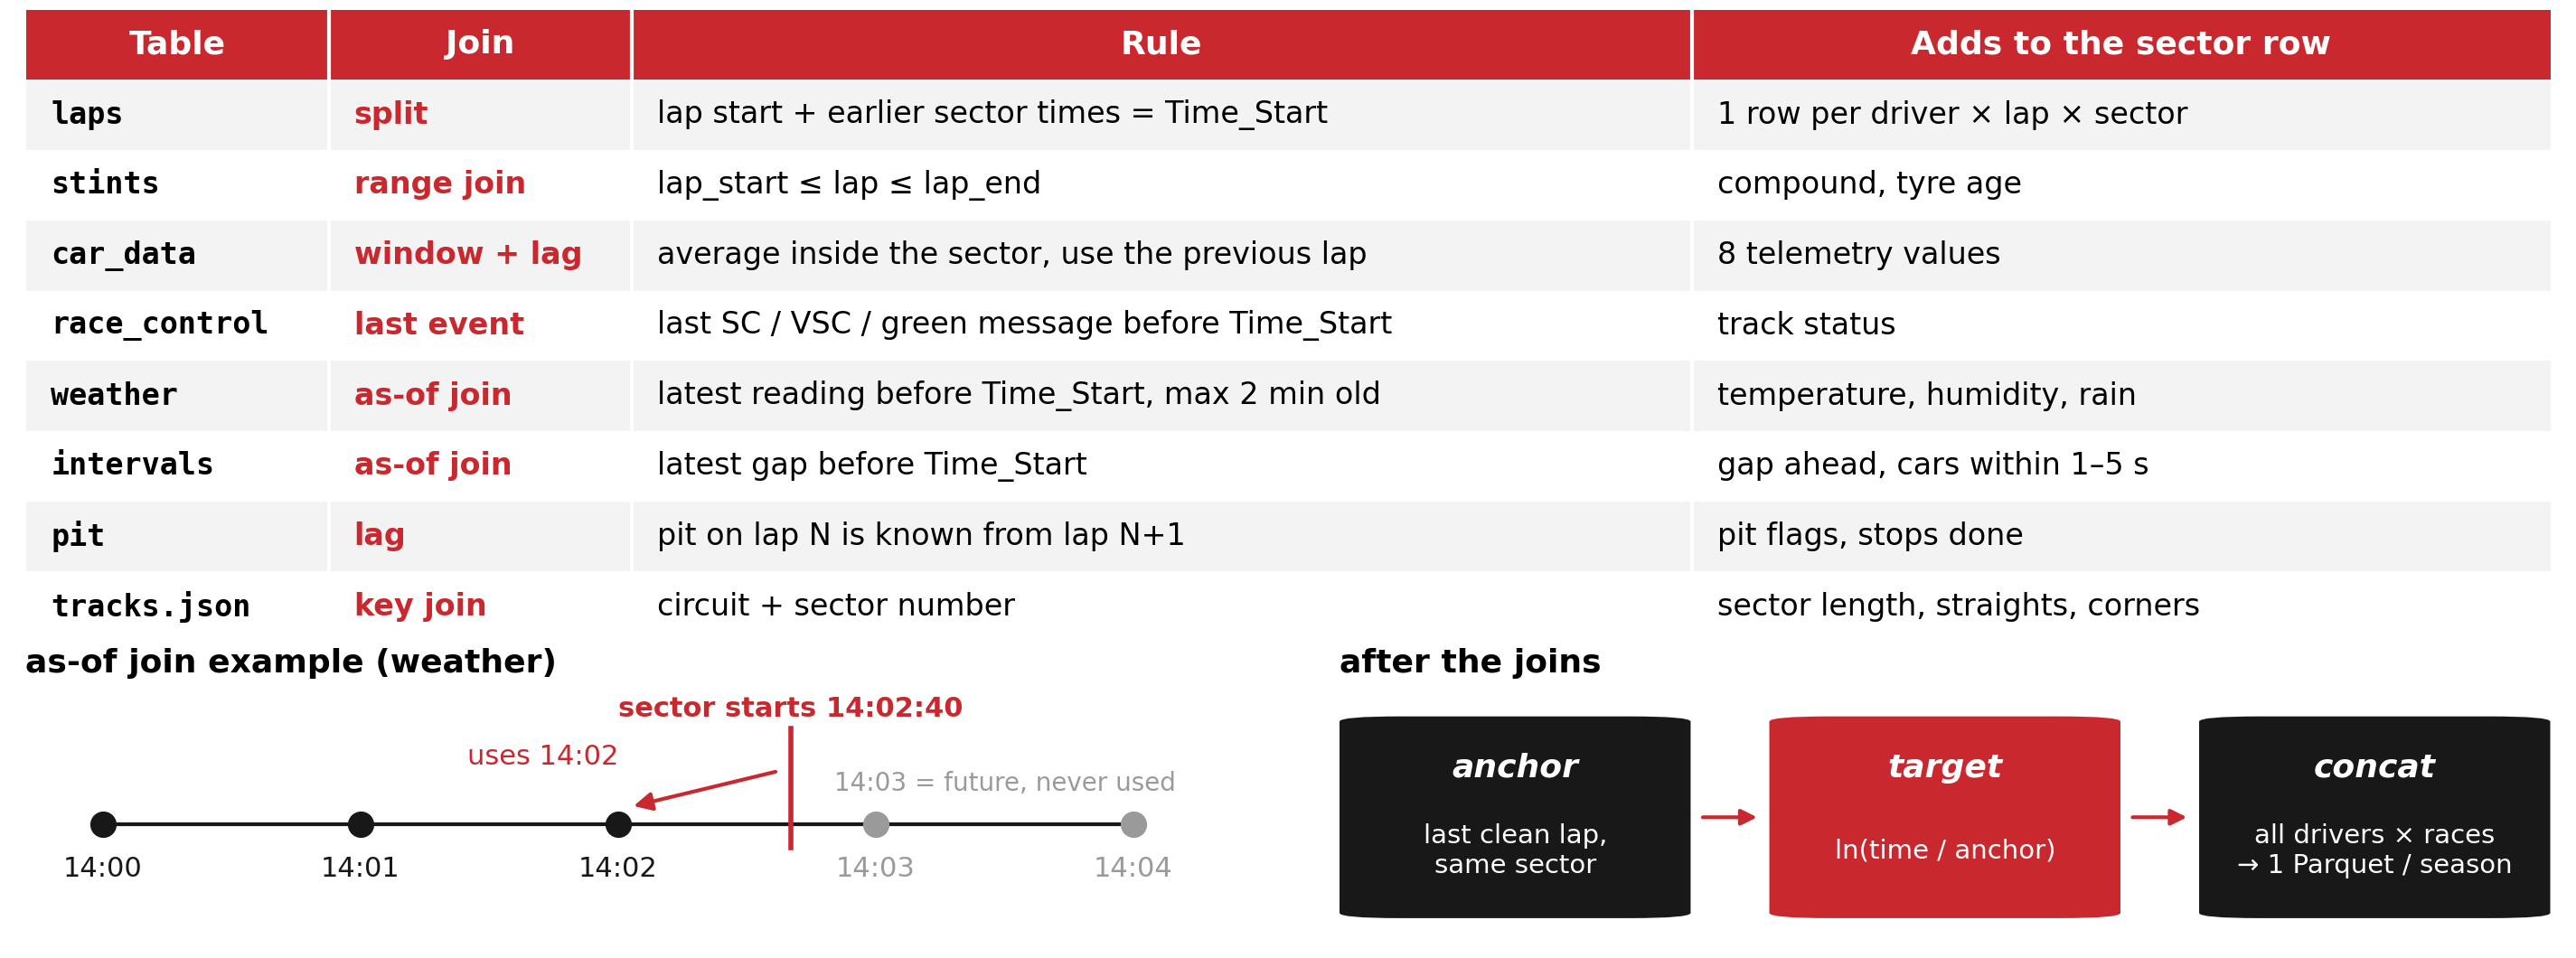 Table Join Rule Adds to the sector row
laps split lap start + earlier sector times = Time_Start 1 row per driver × lap × sector
stints range join lap_start ≤ lap ≤ lap_end compound, tyre age
car_data window + lag average inside the sector, use the previous lap 8 telemetry values
race_control last event last SC / VSC / green message before Time_Start track status
weather as-of join latest reading before Time_Start, max 2 min old temperature, humidity, rain
intervals as-of join latest gap before Time_Start gap ahead, cars within 1–5 s
pit lag pit on lap N is known from lap N+1 pit flags, stops done
tracks.json key join circuit + sector number sector length, straights, corners
as-of join example (weather)
sector starts 14:02:40
uses 14:02
14:03 = future, never used
14:00 14:01 14:02 14:03 14:04
after the joins
anchor
last clean lap,
same sector
target
ln(time / anchor)
concat
all drivers × races
→ 1 Parquet / season